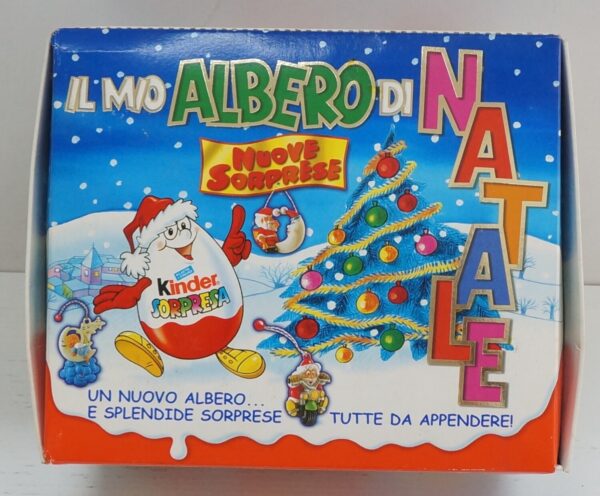 IL MIO ALBERO DI NATALE
NUOVE
SORPRESE
Kinder
SORPRESA
UN NUOVO ALBERO...
E SPLENDIDE SORPRESE TUTTE DA APPENDERE!